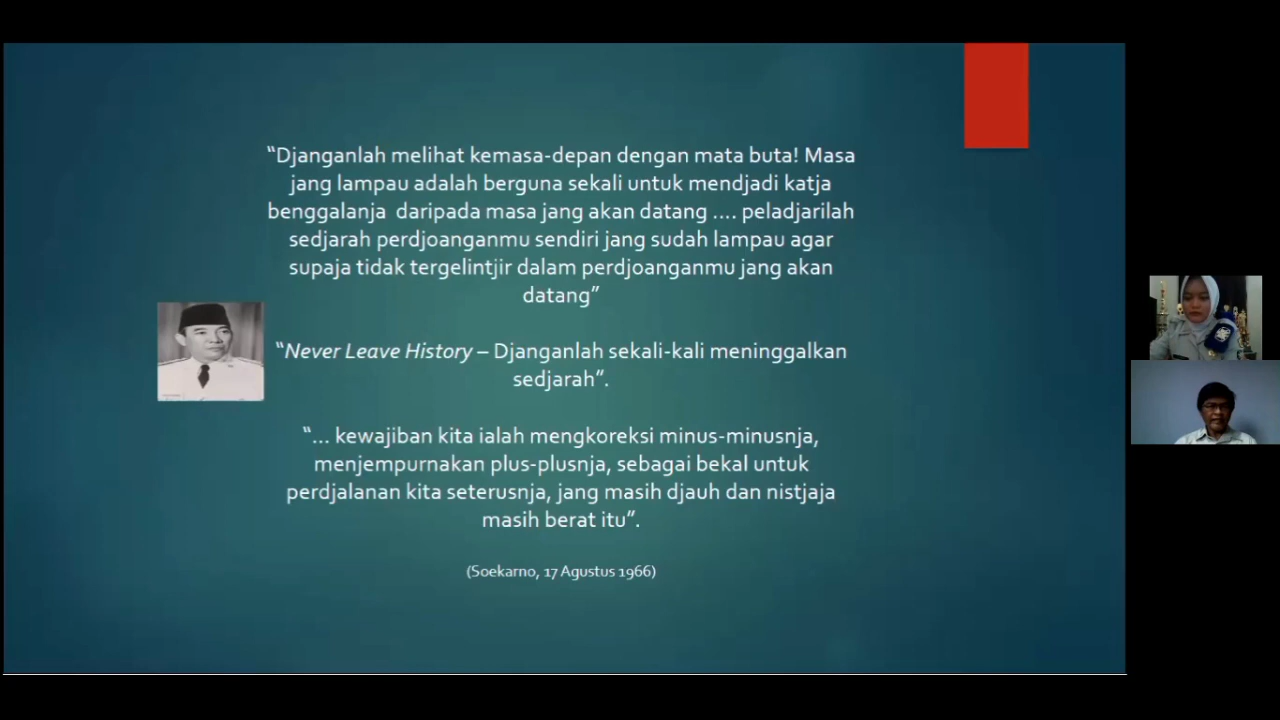 “Djanganlah melihat kemasa-depan dengan mata buta! Masa
jang lampau adalah berguna sekali untuk mendjadi katja
benggalanja daripada masa jang akan datang .... peladjarilah
sedjarah perdjoanganmu sendiri jang sudah lampau agar
supaja tidak tergelintjir dalam perdjoanganmu jang akan
datang”
“Never Leave History – Djanganlah sekali-kali meninggalkan
sedjarah”.
“... kewajiban kita ialah mengkoreksi minus-minusnja,
menjempurnakan plus-plusnja, sebagai bekal untuk
perdjalanan kita seterusnja, jang masih djauh dan nistjaja
masih berat itu”.
(Soekarno, 17 Agustus 1966)